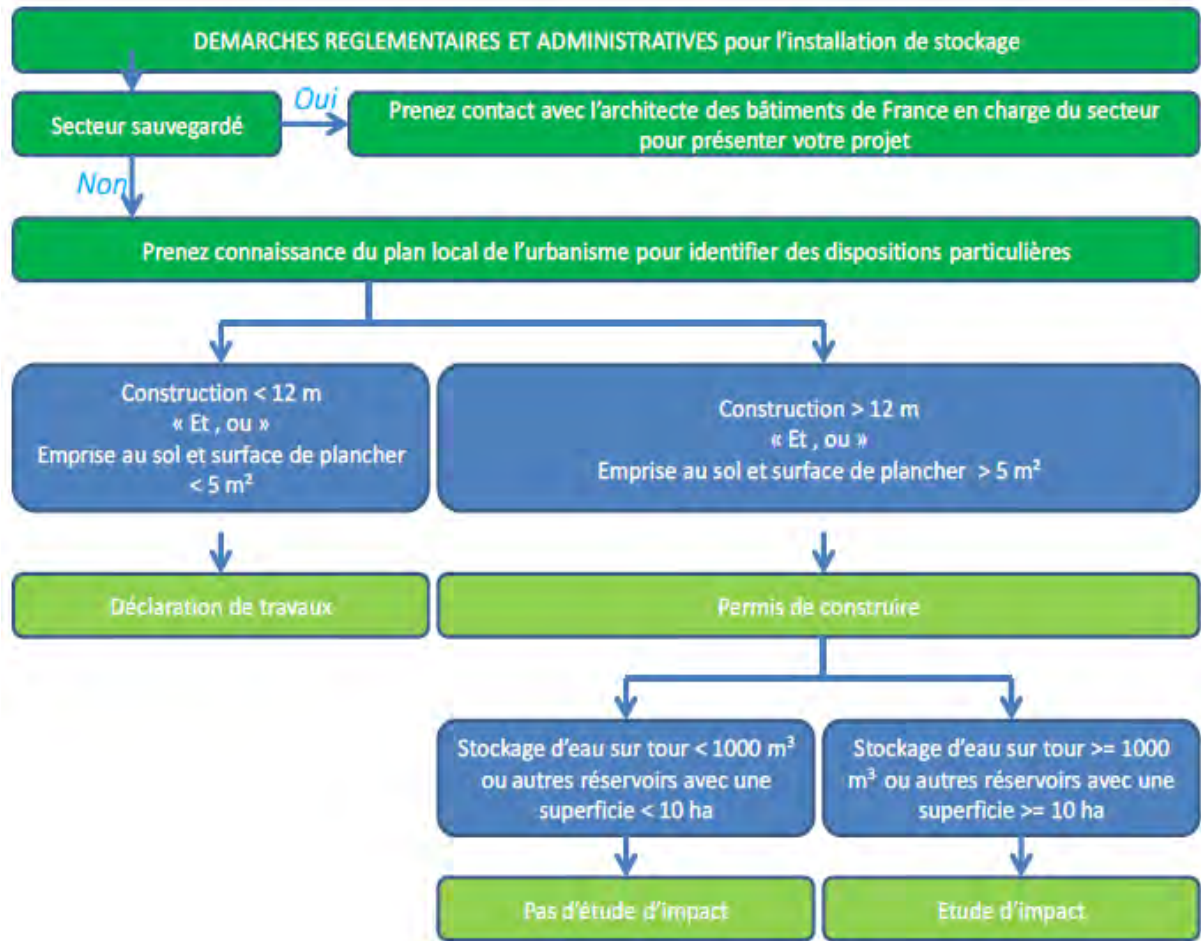 DEMARCHES REGLEMENTAIRES ET ADMINISTRATIVES pour l'installation de stockage
Secteur sauvegardé
Oui
Prenez contact avec l'architecte des bâtiments de France en charge du secteur
pour présenter votre projet
Non
Prenez connaissance du plan local de l'urbanisme pour identifier des dispositions particulières
Construction < 12 m
« Et , ou »
Emprise au sol et surface de plancher
< 5 m²
Construction > 12 m
« Et , ou »
Emprise au sol et surface de plancher > 5 m²
Déclaration de travaux
Permis de construire
Stockage d'eau sur tour < 1000 m³
ou autres réservoirs avec une
superficie < 10 ha
Stockage d'eau sur tour >= 1000
m³ ou autres réservoirs avec une
superficie >= 10 ha
Pas d'étude d'impact
Etude d'impact